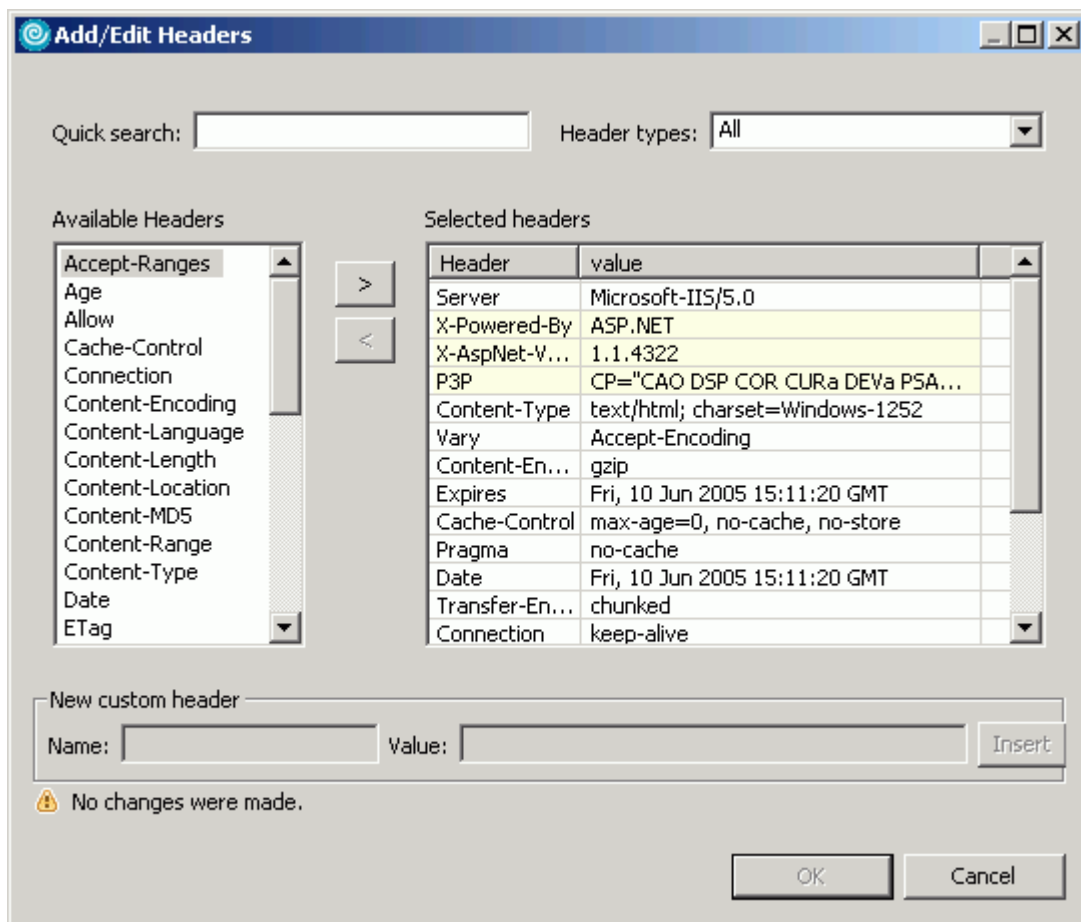 Add/Edit Headers
Quick search:
Header types: All
Available Headers
Accept-Ranges
Age
Allow
Cache-Control
Connection
Content-Encoding
Content-Language
Content-Length
Content-Location
Content-MD5
Content-Range
Content-Type
Date
ETag
>
<
Selected headers
Header value
Server Microsoft-IIS/5.0
X-Powered-By ASP.NET
X-AspNet-V... 1.1.4322
P3P CP="CAO DSP COR CURa DEVa PSA...
Content-Type text/html; charset=Windows-1252
Vary Accept-Encoding
Content-En... gzip
Expires Fri, 10 Jun 2005 15:11:20 GMT
Cache-Control max-age=0, no-cache, no-store
Pragma no-cache
Date Fri, 10 Jun 2005 15:11:20 GMT
Transfer-En... chunked
Connection keep-alive
New custom header
Name: Value: Insert
No changes were made.
OK Cancel